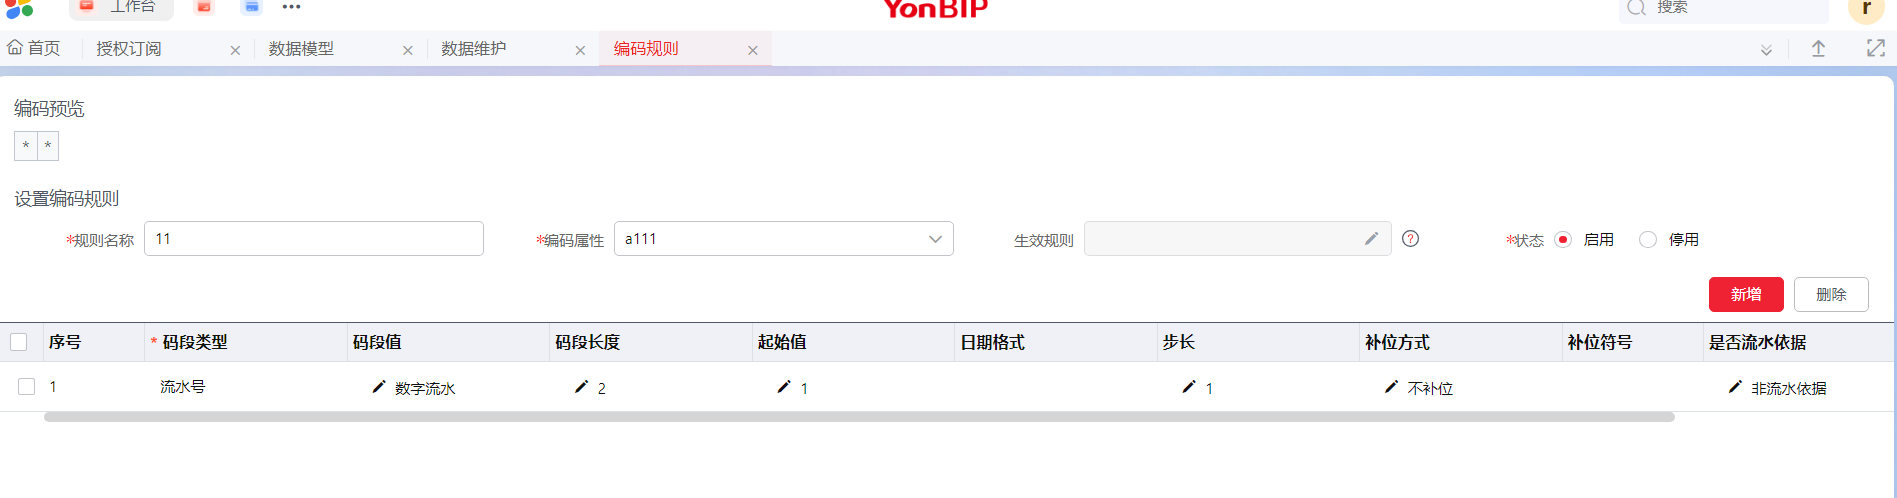 工作台
YonBIP
搜索
r
首页 授权订阅 数据模型 数据维护 编码规则
编码预览
* *
设置编码规则
*规则名称 11 *编码属性 a111 生效规则 ? *状态 启用 停用
新增 删除
序号 * 码段类型 码段值 码段长度 起始值 日期格式 步长 补位方式 补位符号 是否流水依据
1 流水号 数字流水 2 1 1 不补位 非流水依据